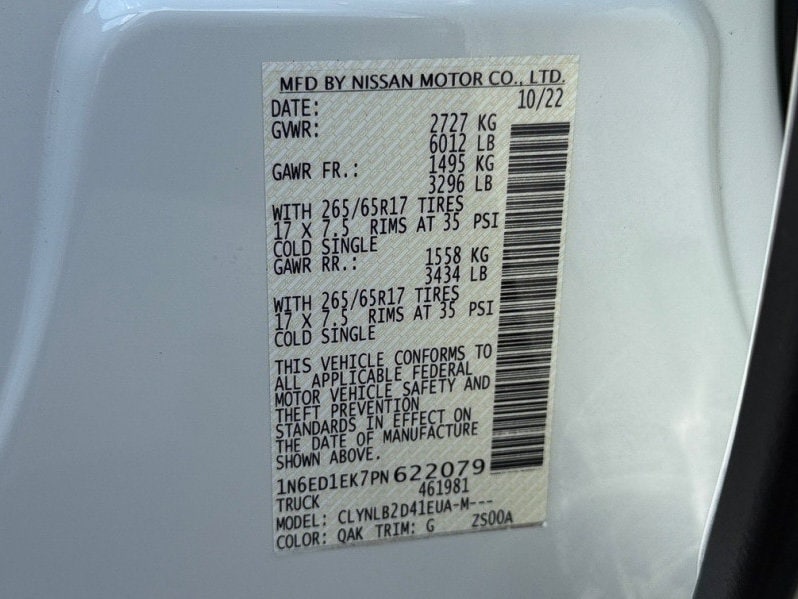 MFD BY NISSAN MOTOR CO., LTD.
DATE: 10/22
GVWR: 2727 KG
6012 LB
GAWR FR.: 1495 KG
3296 LB
WITH 265/65R17 TIRES
17 X 7.5 RIMS AT 35 PSI
COLD SINGLE
GAWR RR.: 1558 KG
3434 LB
WITH 265/65R17 TIRES
17 X 7.5 RIMS AT 35 PSI
COLD SINGLE
THIS VEHICLE CONFORMS TO
ALL APPLICABLE FEDERAL
MOTOR VEHICLE SAFETY AND
THEFT PREVENTION
STANDARDS IN EFFECT ON
THE DATE OF MANUFACTURE
SHOWN ABOVE.
1N6ED1EK7PN622079
TRUCK 461981
MODEL: CLYNLB2D41EUA-M---
COLOR: QAK TRIM: G ZS00A